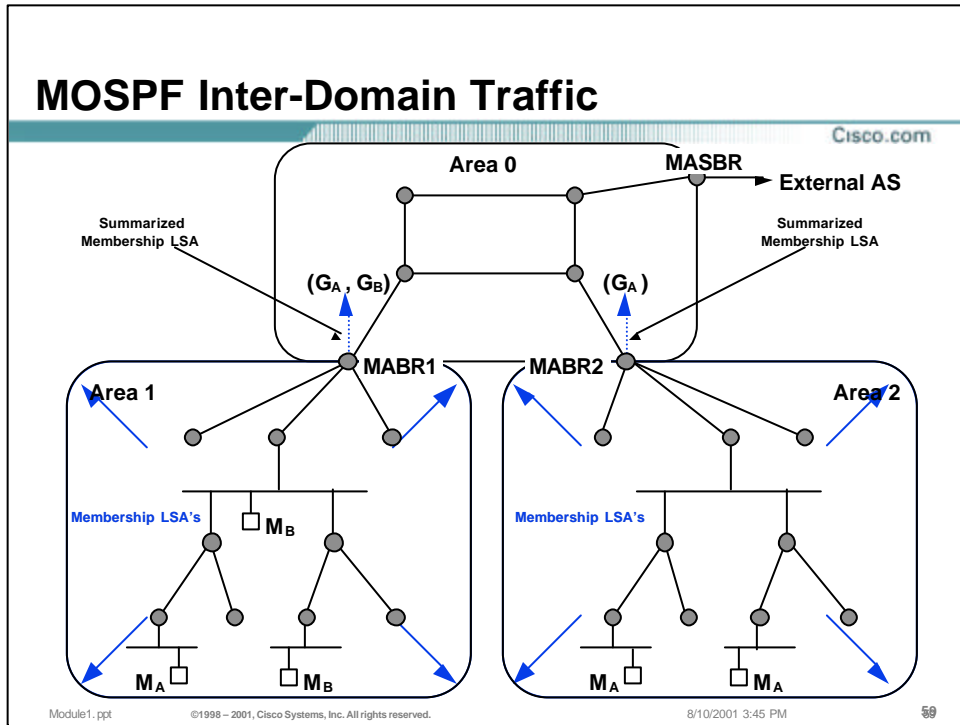 MOSPF Inter-Domain Traffic
Cisco.com
Area 0
MASBR
External AS
Summarized
Membership LSA
Summarized
Membership LSA
(GA , GB)
(GA)
MABR1
MABR2
Area 1
Area 2
Membership LSA's
MB
Membership LSA's
MA
MB
MA
MA
Module1.ppt
©1998 – 2001, Cisco Systems, Inc. All rights reserved.
8/10/2001 3:45 PM
59